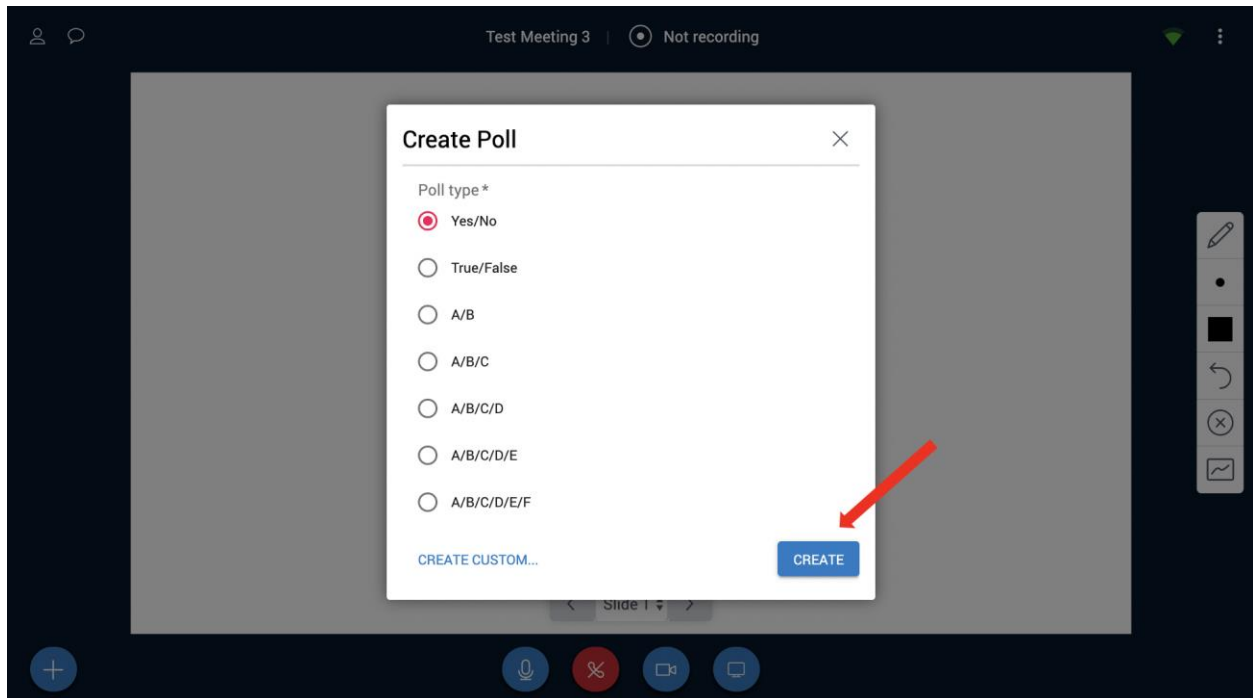 Test Meeting 3 | Not recording
Create Poll
Poll type *
Yes/No
True/False
A/B
A/B/C
A/B/C/D
A/B/C/D/E
A/B/C/D/E/F
CREATE CUSTOM... CREATE
Slide 1